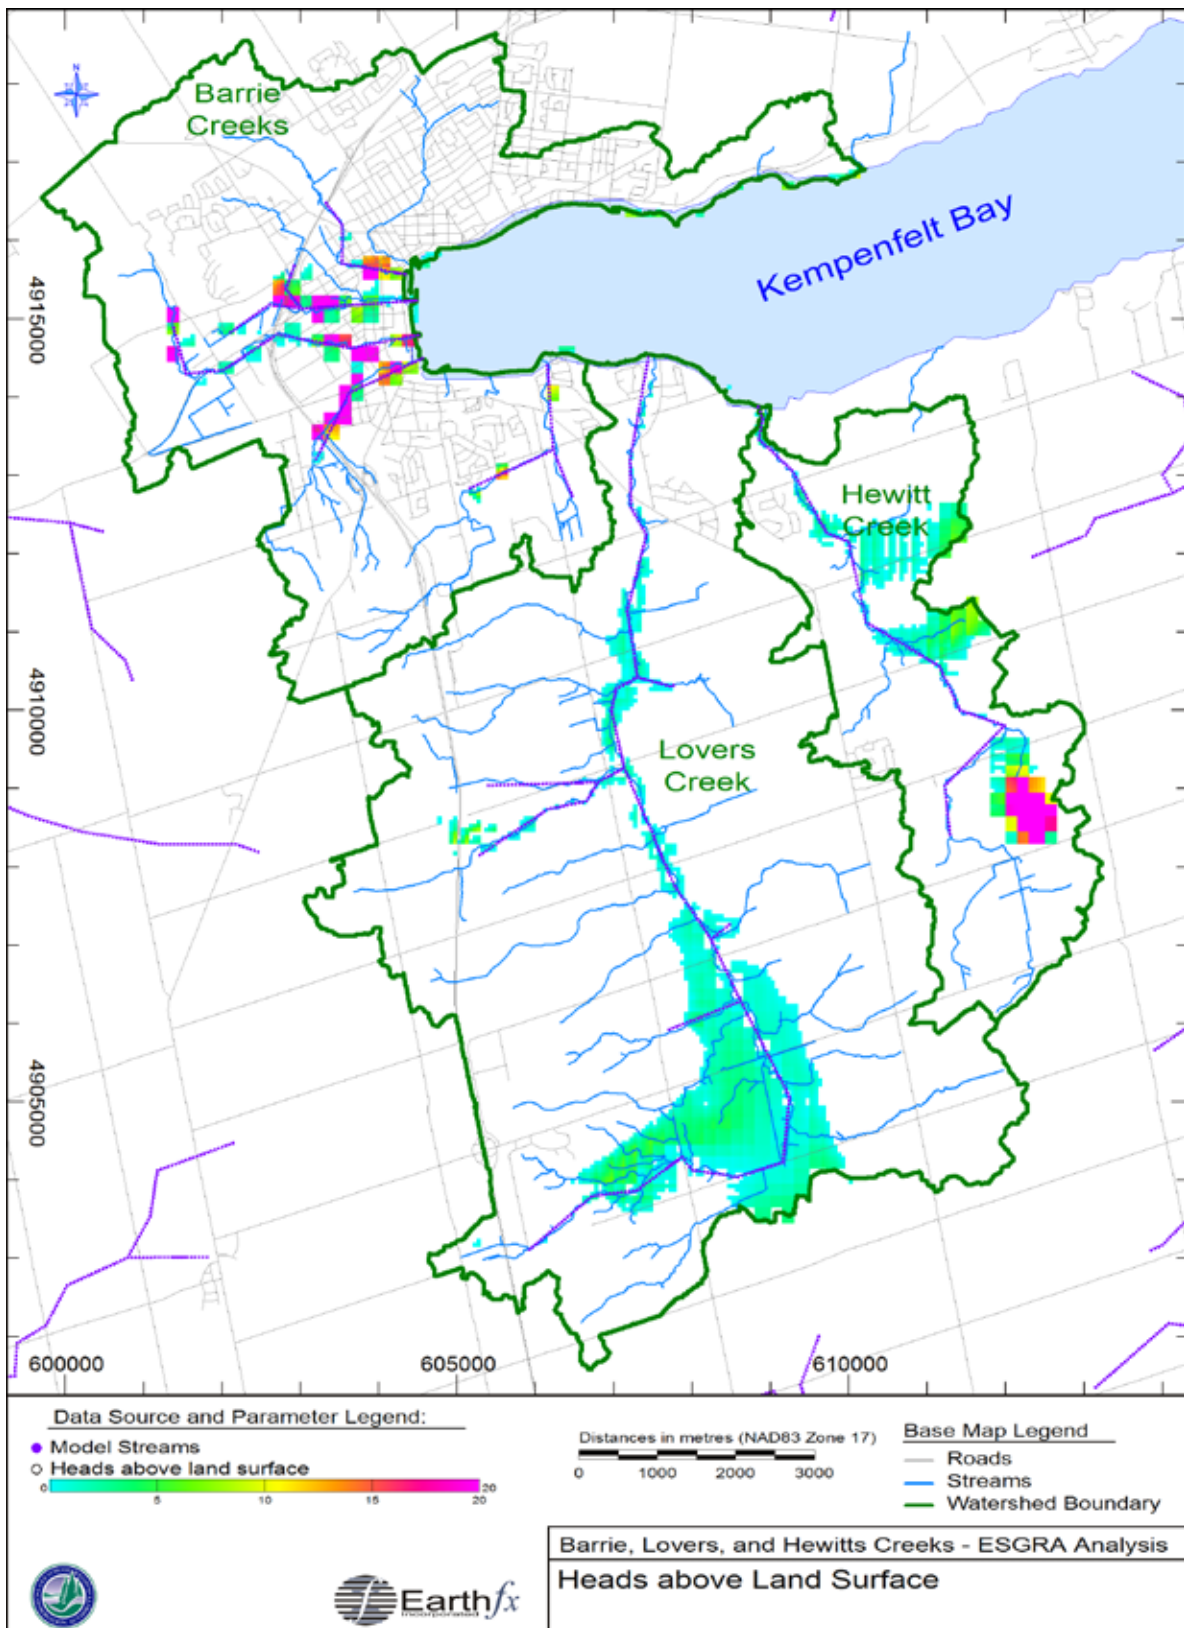 N
Barrie
Creeks
Kempenfelt Bay
4915000
Hewitt
Creek
4910000
Lovers
Creek
4905000
600000
605000
610000
Data Source and Parameter Legend:
Model Streams
Heads above land surface
0
20
5
10
15
20
Distances in metres (NAD83 Zone 17)
0
1000
2000
3000
Base Map Legend
Roads
Streams
Watershed Boundary
Barrie, Lovers, and Hewitts Creeks - ESGRA Analysis
Heads above Land Surface
Earthfx
Incorporated